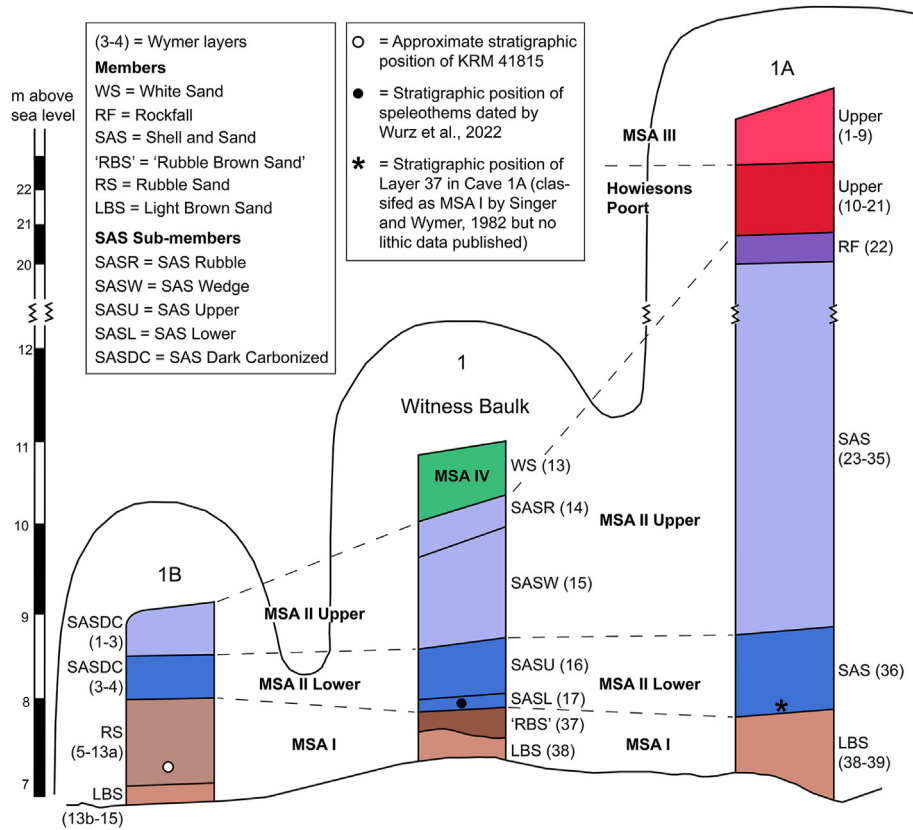 (3-4) = Wymer layers
Members
WS = White Sand
RF = Rockfall
SAS = Shell and Sand
‘RBS’ = ‘Rubble Brown Sand’
RS = Rubble Sand
LBS = Light Brown Sand
SAS Sub-members
SASR = SAS Rubble
SASW = SAS Wedge
SASU = SAS Upper
SASL = SAS Lower
SASDC = SAS Dark Carbonized
= Approximate stratigraphic
position of KRM 41815
= Stratigraphic position of
speleothems dated by
Wurz et al., 2022
* = Stratigraphic position of
Layer 37 in Cave 1A (clas-
sifed as MSA I by Singer
and Wymer, 1982 but no
lithic data published)
m above
sea level
22
21
20
12
11
10
9
8
7
1B
SASDC
(1-3)
SASDC
(3-4)
RS
(5-13a)
LBS
(13b-15)
MSA II Upper
MSA II Lower
MSA I
1
Witness Baulk
MSA IV
WS (13)
SASR (14)
SASW (15)
SASU (16)
SASL (17)
‘RBS’ (37)
LBS (38)
MSA III
Howiesons
Poort
MSA II Upper
MSA II Lower
MSA I
1A
Upper
(1-9)
Upper
(10-21)
RF (22)
SAS
(23-35)
SAS (36)
*
LBS
(38-39)